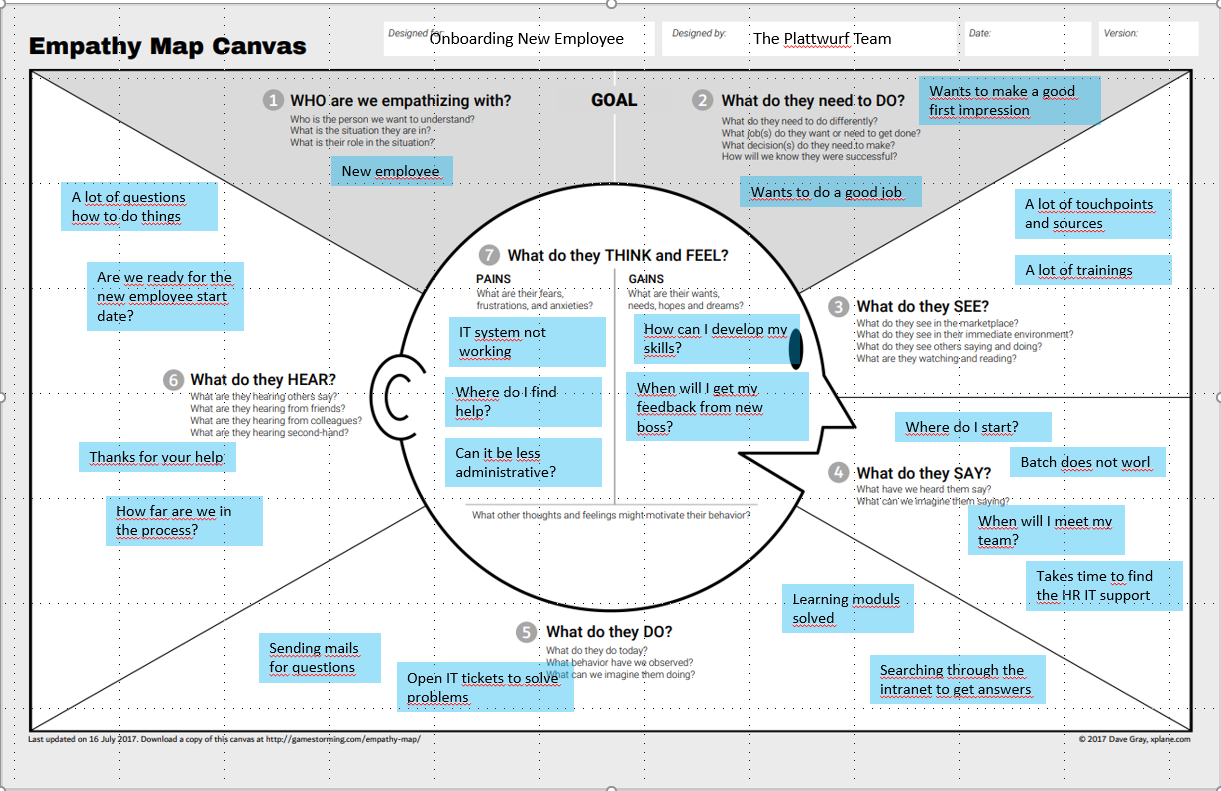 Empathy Map Canvas
Designed for:
Onboarding New Employee
Designed by:
The Plattwurf Team
Date:
Version:
1 WHO are we empathizing with?
Who is the person we want to understand?
What is the situation they are in?
What is their role in the situation?
New employee
GOAL
2 What do they need to DO?
What do they need to do differently?
What job(s) do they want or need to get done?
What decision(s) do they need to make?
How will we know they were successful?
Wants to make a good
first impression
Wants to do a good job
A lot of touchpoints
and sources
A lot of trainings
3 What do they SEE?
What do they see in the marketplace?
What do they see in their immediate environment?
What do they see others saying and doing?
What are they watching and reading?
Where do I start?
Batch does not worl
4 What do they SAY?
What have we heard them say?
What can we imagine them saying?
When will I meet my
team?
Takes time to find
the HR IT support
5 What do they DO?
What do they do today?
What behavior have we observed?
What can we imagine them doing?
Sending mails
for questions
Open IT tickets to solve
problems
Learning moduls
solved
Searching through the
intranet to get answers
A lot of questions
how to do things
Are we ready for the
new employee start
date?
6 What do they HEAR?
What are they hearing others say?
What are they hearing from friends?
What are they hearing from colleagues?
What are they hearing second-hand?
Thanks for your help
How far are we in
the process?
7 What do they THINK and FEEL?
PAINS
What are their fears,
frustrations, and anxieties?
IT system not
working
Where do I find
help?
Can it be less
administrative?
GAINS
What are their wants,
needs, hopes and dreams?
How can I develop my
skills?
When will I get my
feedback from new
boss?
What other thoughts and feelings might motivate their behavior?
Last updated on 16 July 2017. Download a copy of this canvas at http://gamestorming.com/empathy-map/
© 2017 Dave Gray, xplane.com